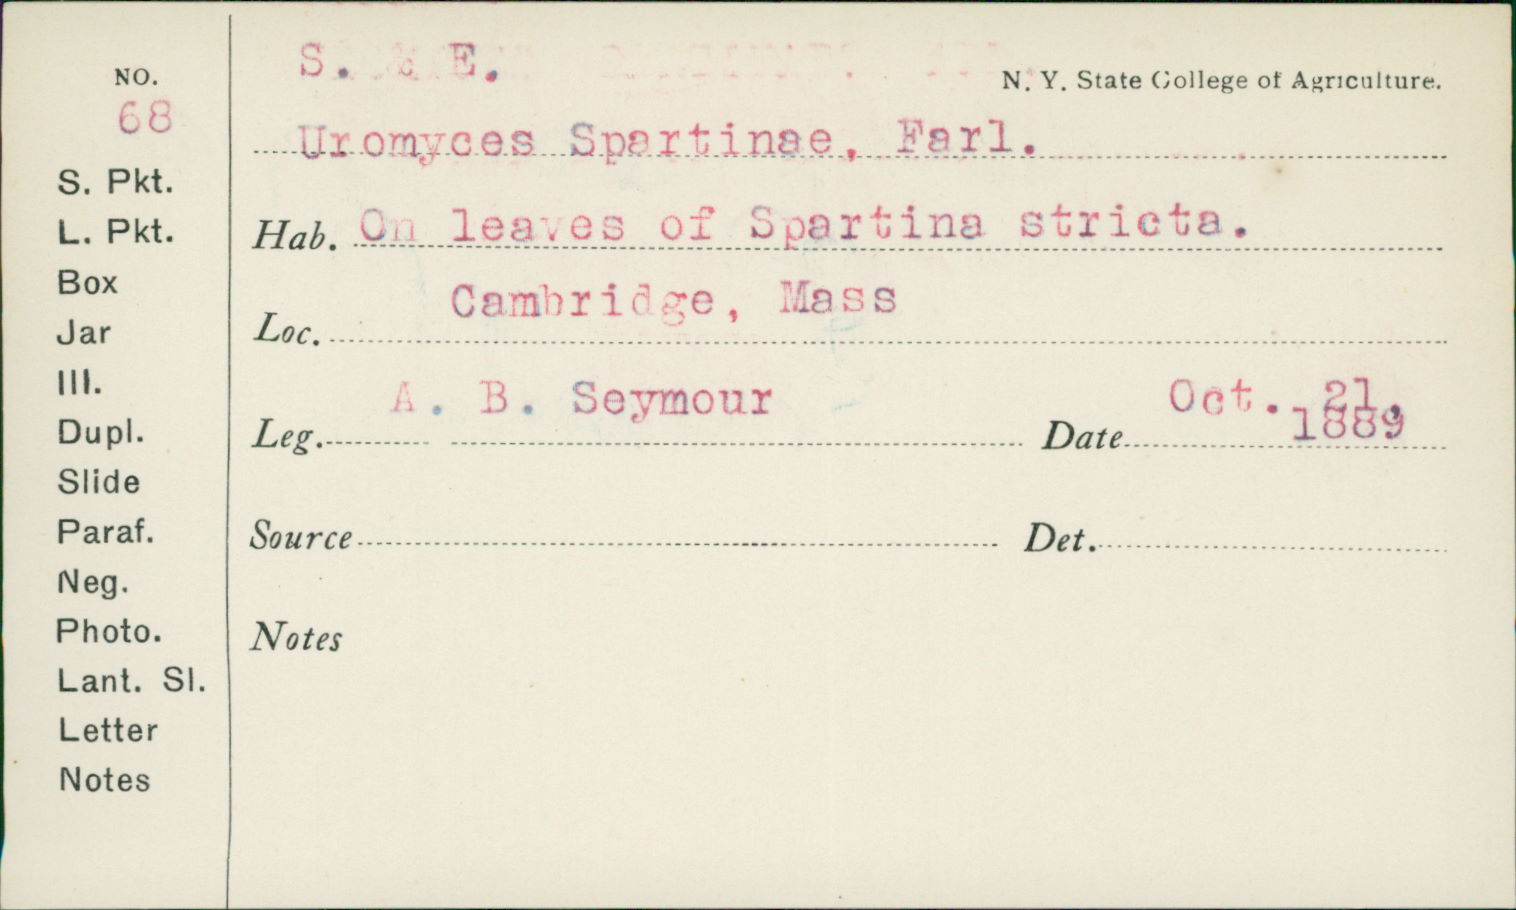 S. & E.
NO.
N. Y. State College of Agriculture.
68
Uromyces Spartinae, Farl.
S. Pkt.
L. Pkt.
Hab. On leaves of Spartina stricta.
Box
Cambridge, Mass
Jar
Loc.
Ill.
A. B. Seymour
Oct. 21,
1889
Dupl.
Leg.
Date
Slide
Paraf.
Source
Det.
Neg.
Photo.
Notes
Lant. Sl.
Letter
Notes